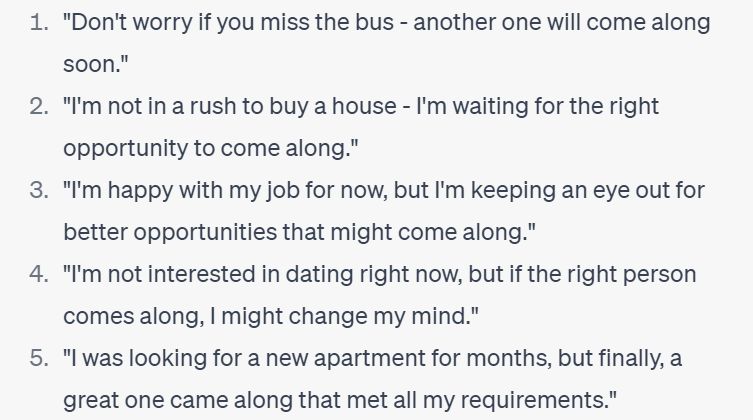 1. "Don't worry if you miss the bus - another one will come along
soon."
2. "I'm not in a rush to buy a house - I'm waiting for the right
opportunity to come along."
3. "I'm happy with my job for now, but I'm keeping an eye out for
better opportunities that might come along."
4. "I'm not interested in dating right now, but if the right person
comes along, I might change my mind."
5. "I was looking for a new apartment for months, but finally, a
great one came along that met all my requirements."